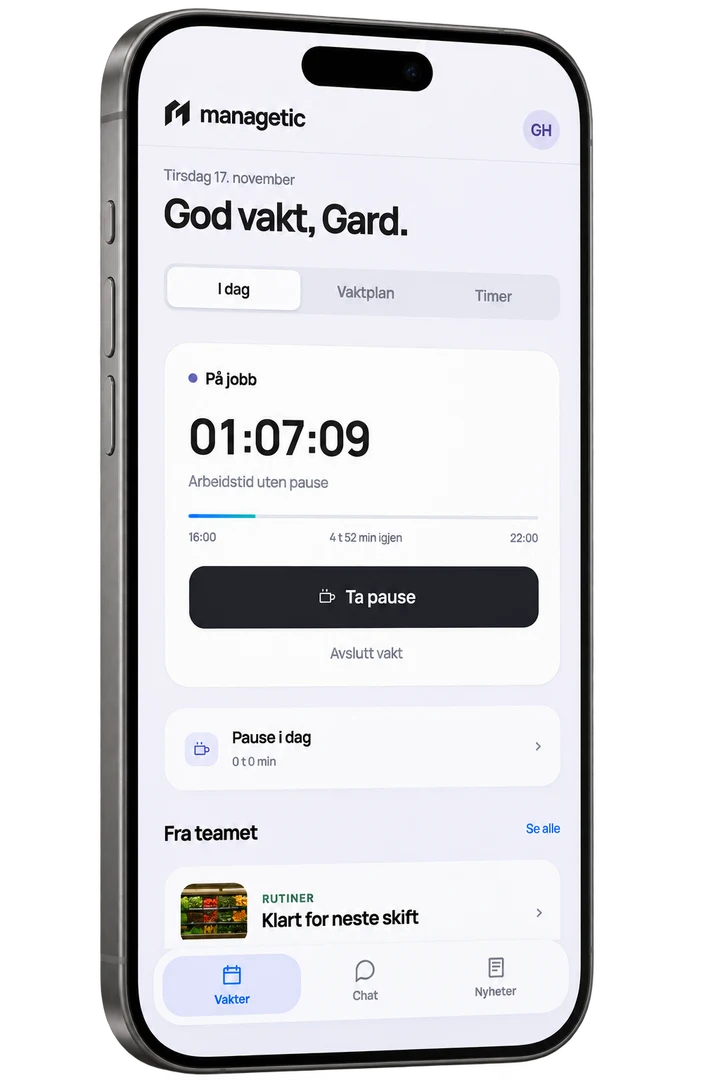 managetic
GH
Tirsdag 17. november
God vakt, Gard.
I dag
Vaktplan
Timer
På jobb
01:07:09
Arbeidstid uten pause
16:00
4 t 52 min igjen
22:00
Ta pause
Avslutt vakt
Pause i dag
0 t 0 min
Fra teamet
Se alle
RUTINER
Klart for neste skift
Vakter
Chat
Nyheter